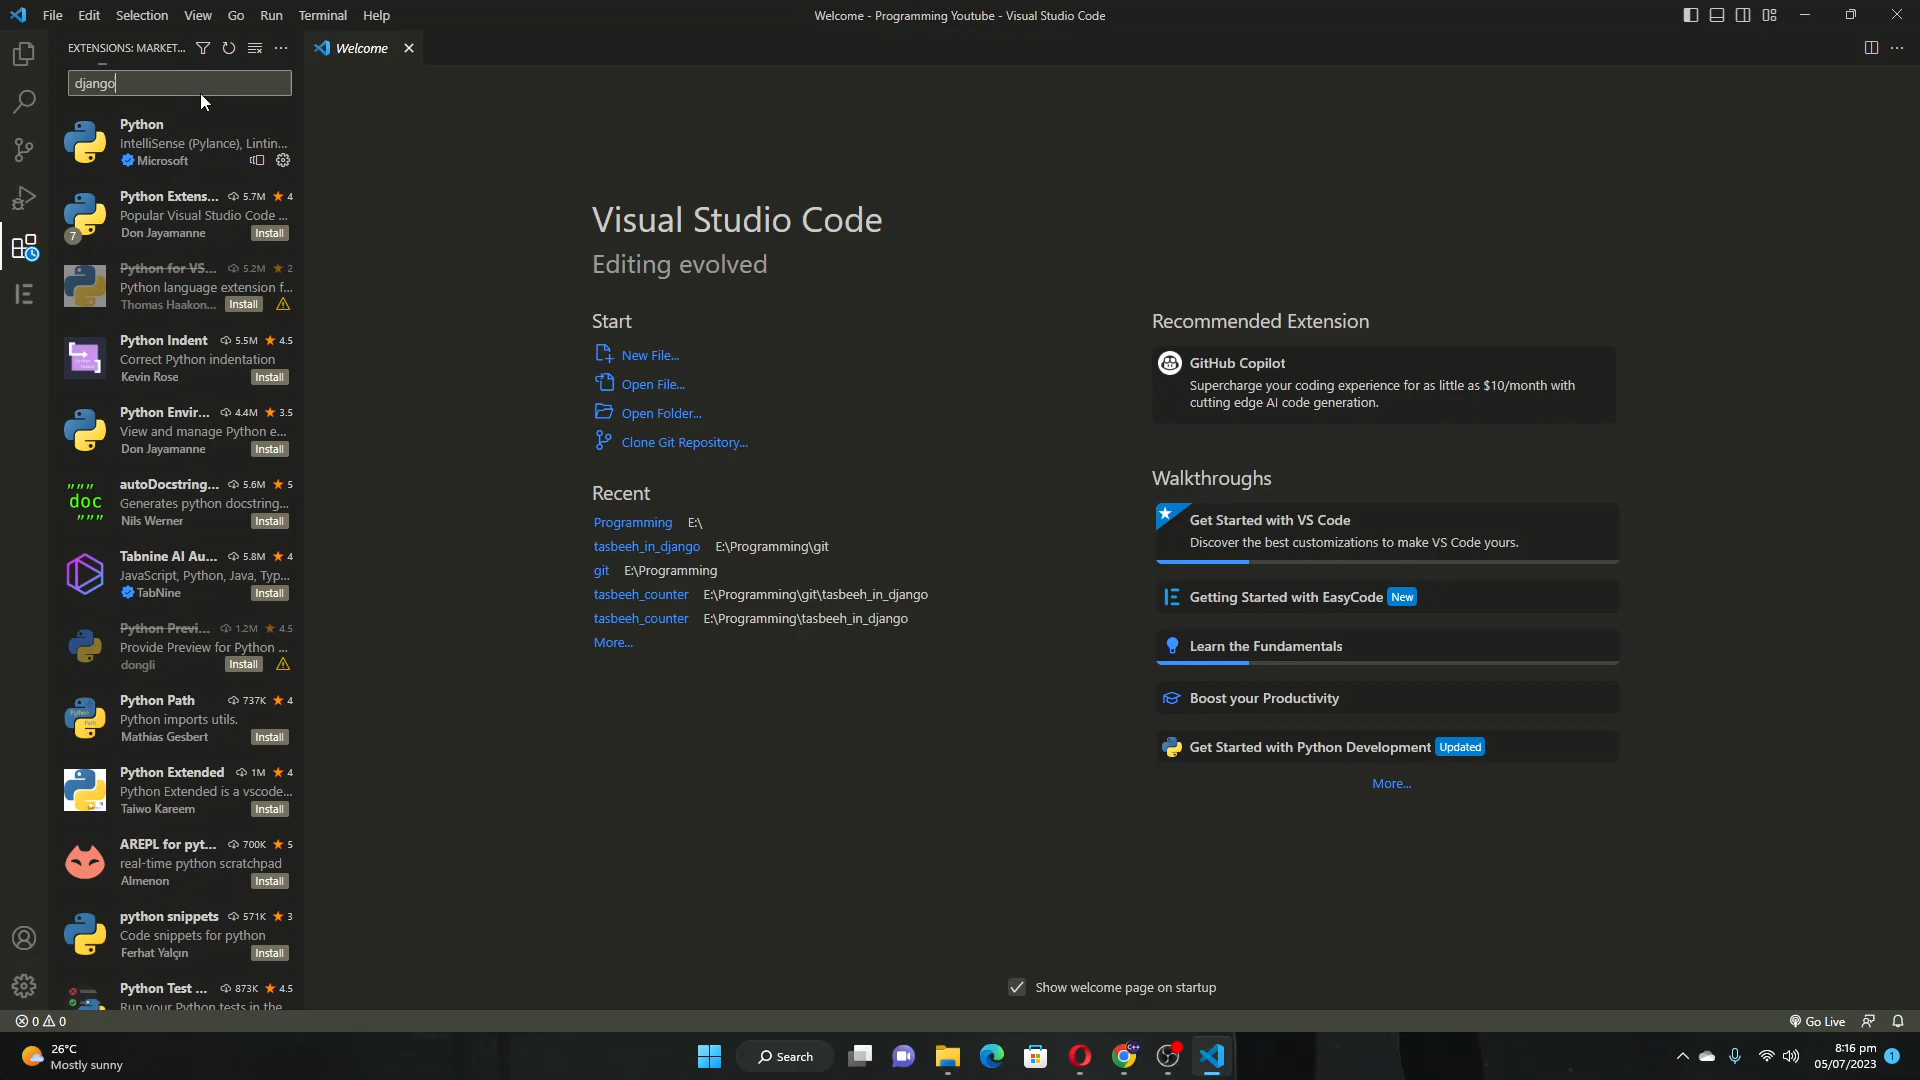 File Edit Selection View Go Run Terminal Help
Welcome - Programming Youtube - Visual Studio Code
EXTENSIONS: MARKET...
Welcome
django
Python
IntelliSense (Pylance), Lintin...
Microsoft
Python Extens... 5.7M 4
Popular Visual Studio Code ...
Don Jayamanne Install
7
Python for VS... 5.2M 2
Python language extension f...
Thomas Haakon... Install
Python Indent 5.5M 4.5
Correct Python indentation
Kevin Rose Install
Python Envir... 4.4M 3.5
View and manage Python e...
Don Jayamanne Install
autoDocstring... 5.6M 5
Generates python docstring...
Nils Werner Install
""" doc """
Tabnine AI Au... 5.8M 4
JavaScript, Python, Java, Typ...
TabNine Install
Python Previ... 1.2M 4.5
Provide Preview for Python ...
dongli Install
Python Path 737K 4
Python imports utils.
Mathias Gesbert Install
Python Extended 1M 4
Python Extended is a vscode...
Taiwo Kareem Install
AREPL for pyt... 700K 5
real-time python scratchpad
Almenon Install
python snippets 571K 3
Code snippets for python
Ferhat Yalçın Install
Python Test ... 873K 4.5
Run your Python tests in the
Visual Studio Code
Editing evolved
Start
New File...
Open File...
Open Folder...
Clone Git Repository...
Recent
Programming E:\
tasbeeh_in_django E:\Programming\git
git E:\Programming
tasbeeh_counter E:\Programming\git\tasbeeh_in_django
tasbeeh_counter E:\Programming\tasbeeh_in_django
More...
Recommended Extension
GitHub Copilot
Supercharge your coding experience for as little as $10/month with
cutting edge AI code generation.
Walkthroughs
Get Started with VS Code
Discover the best customizations to make VS Code yours.
Getting Started with EasyCode New
Learn the Fundamentals
Boost your Productivity
Get Started with Python Development Updated
More...
Show welcome page on startup
0 0
Go Live
26°C
Mostly sunny
Search
C++
8:16 pm
05/07/2023
1